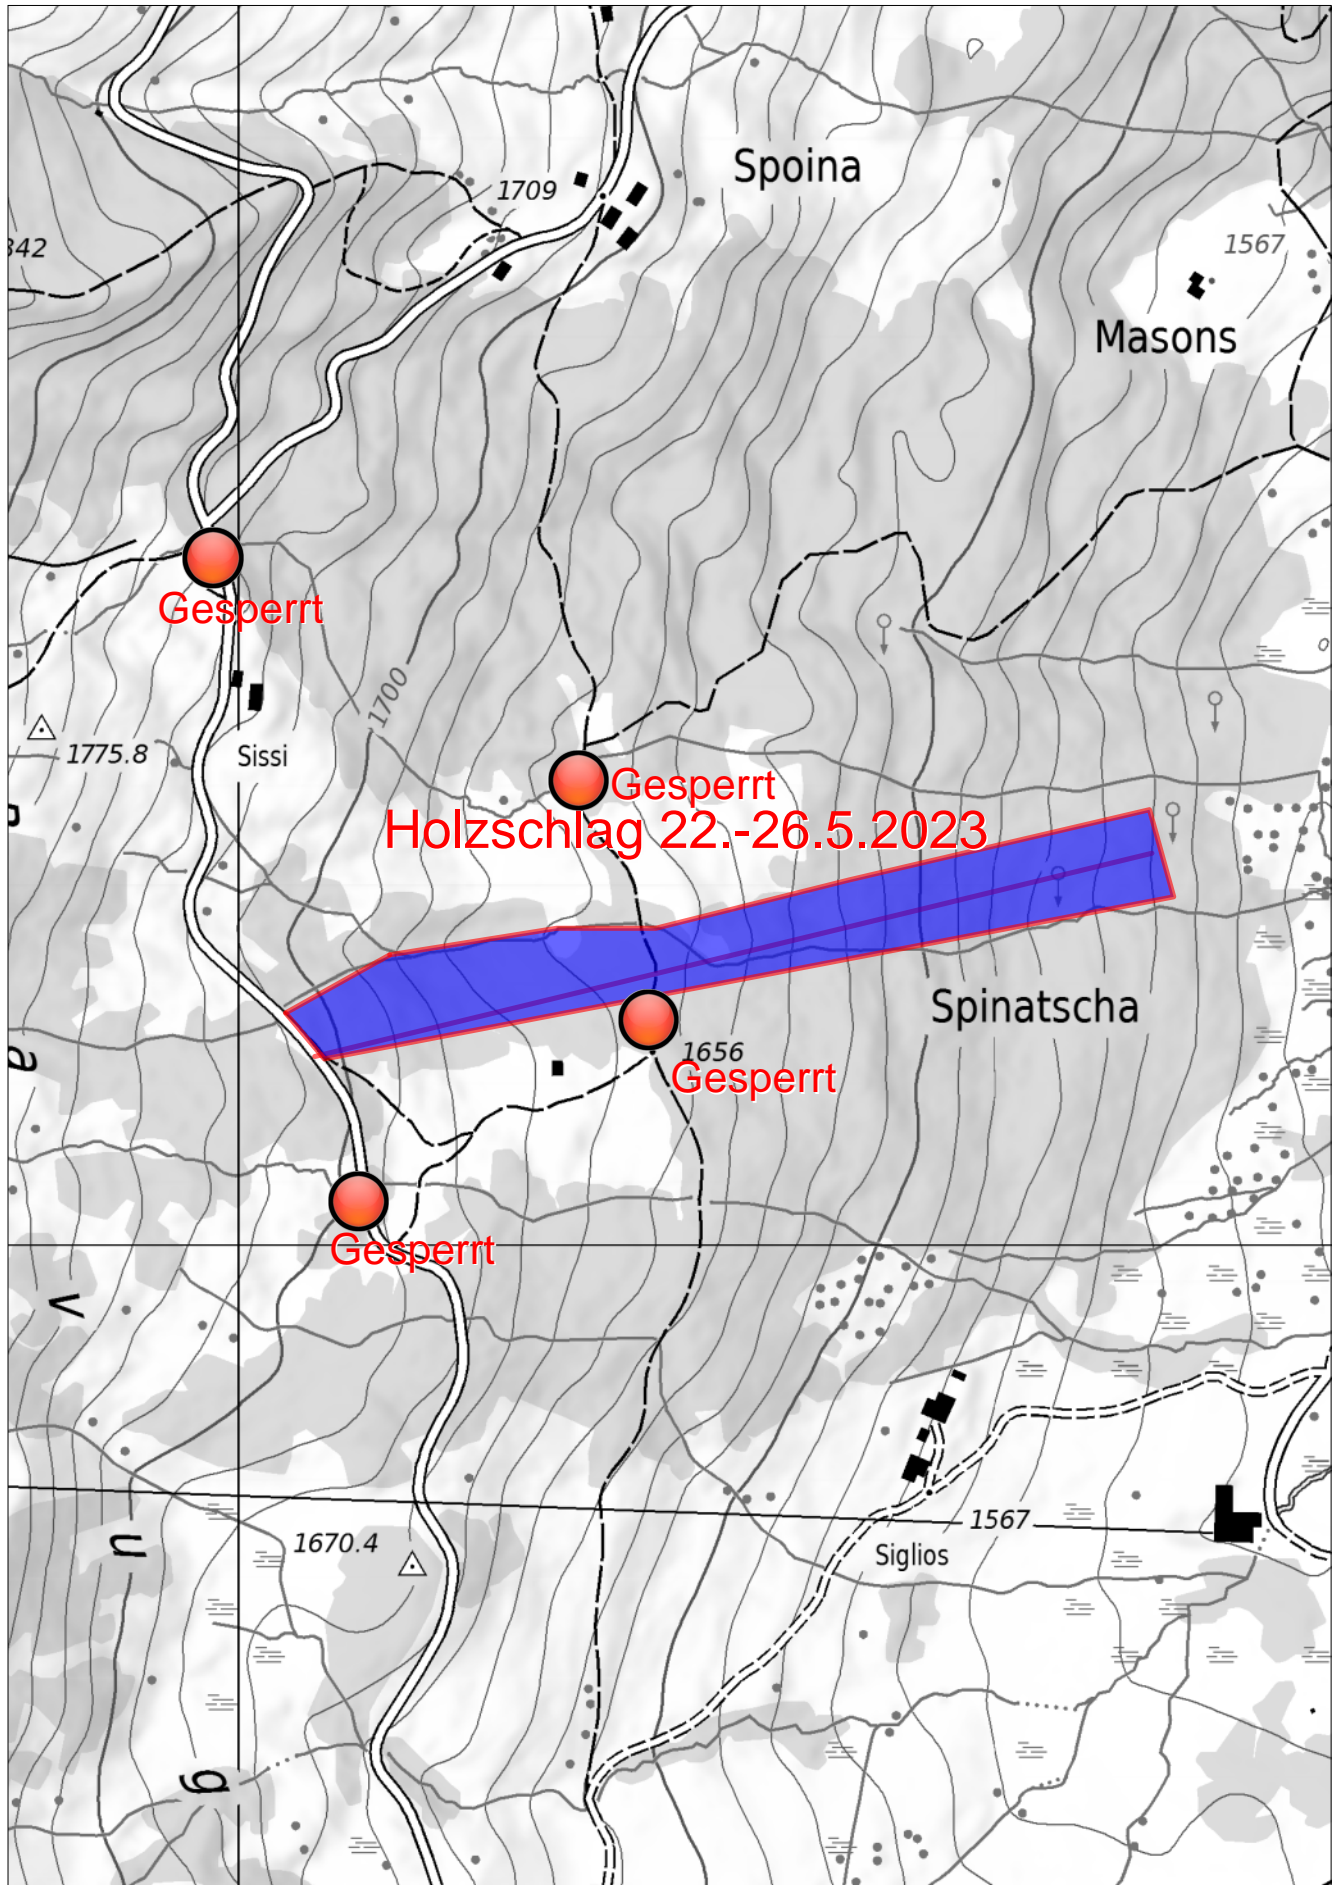 Spoina
1709
342
1567
Masons
Gesperrt
1700
1775.8
Sissi
Gesperrt
Holzschlag 22.-26.5.2023
Spinatscha
a
1656
Gesperrt
Gesperrt
v
u
1670.4
1567
Siglios
g